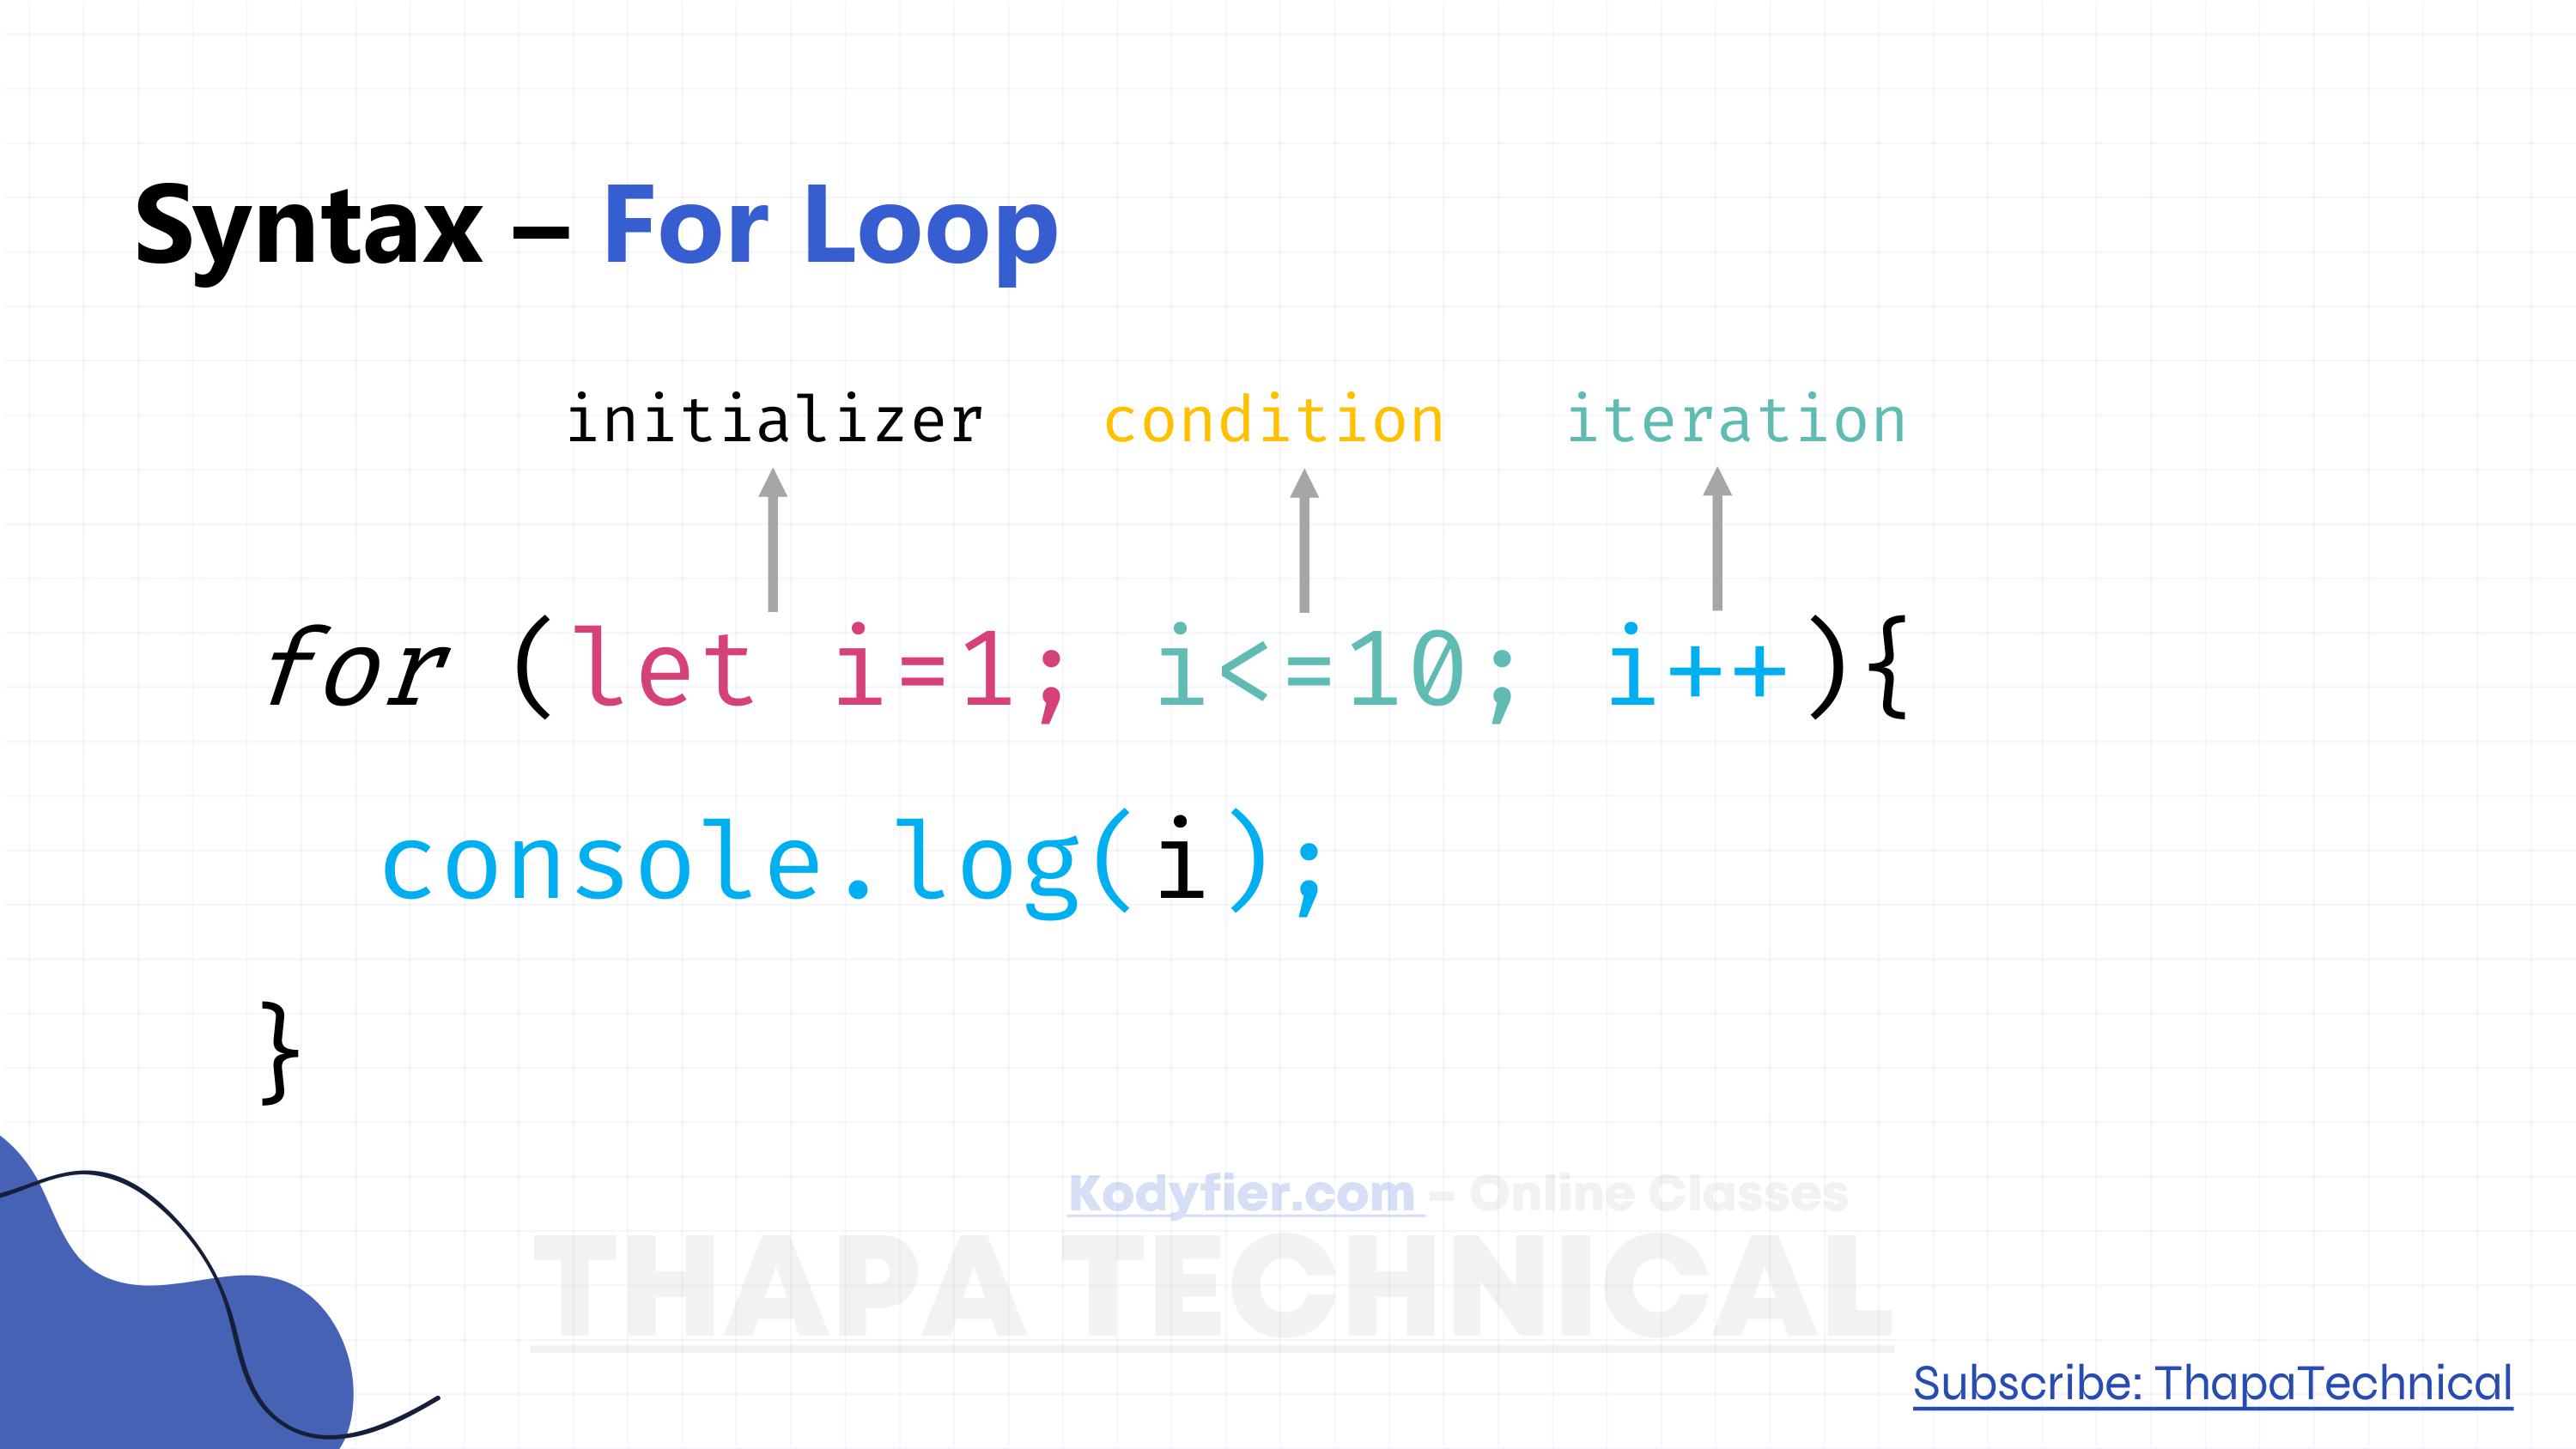 Syntax – For Loop
initializer condition iteration
for (let i=1; i<=10; i++){
console.log(i);
}
Kodyfier.com – Online Classes
THAPA TECHNICAL
Subscribe: ThapaTechnical